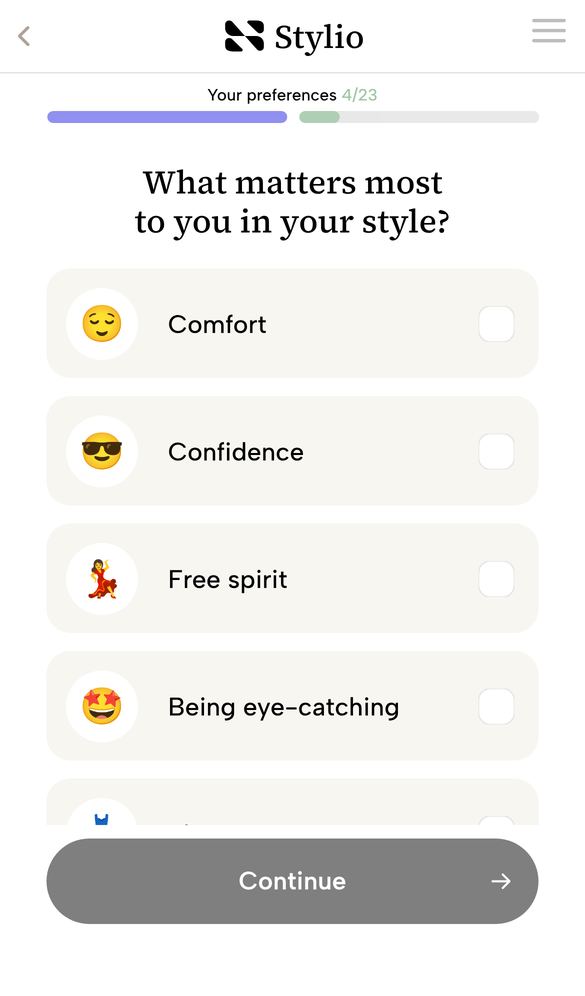 Stylio
Your preferences 4/23
What matters most
to you in your style?
Comfort
Confidence
Free spirit
Being eye-catching
Continue